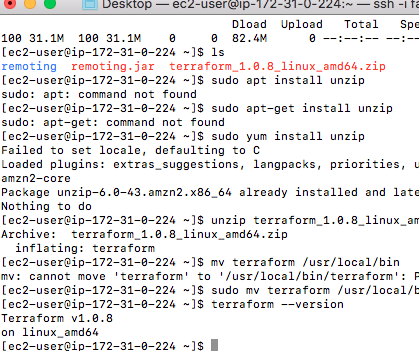 Desktop — ec2-user@ip-172-31-0-224:~ — ssh -i fa
Dload Upload Total Spe
100 31.1M 100 31.1M 0 0 82.4M 0 --:--:-- --:--
[ec2-user@ip-172-31-0-224 ~]$ ls
remoting remoting.jar terraform_1.0.8_linux_amd64.zip
[ec2-user@ip-172-31-0-224 ~]$ sudo apt install unzip
sudo: apt: command not found
[ec2-user@ip-172-31-0-224 ~]$ sudo apt-get install unzip
sudo: apt-get: command not found
[ec2-user@ip-172-31-0-224 ~]$ sudo yum install unzip
Failed to set locale, defaulting to C
Loaded plugins: extras_suggestions, langpacks, priorities, u
amzn2-core
Package unzip-6.0-43.amzn2.x86_64 already installed and late
Nothing to do
[ec2-user@ip-172-31-0-224 ~]$ unzip terraform_1.0.8_linux_am
Archive: terraform_1.0.8_linux_amd64.zip
inflating: terraform
[ec2-user@ip-172-31-0-224 ~]$ mv terraform /usr/local/bin
mv: cannot move 'terraform' to '/usr/local/bin/terraform': P
[ec2-user@ip-172-31-0-224 ~]$ sudo mv terraform /usr/local/b
[ec2-user@ip-172-31-0-224 ~]$ terraform --version
Terraform v1.0.8
on linux_amd64
[ec2-user@ip-172-31-0-224 ~]$